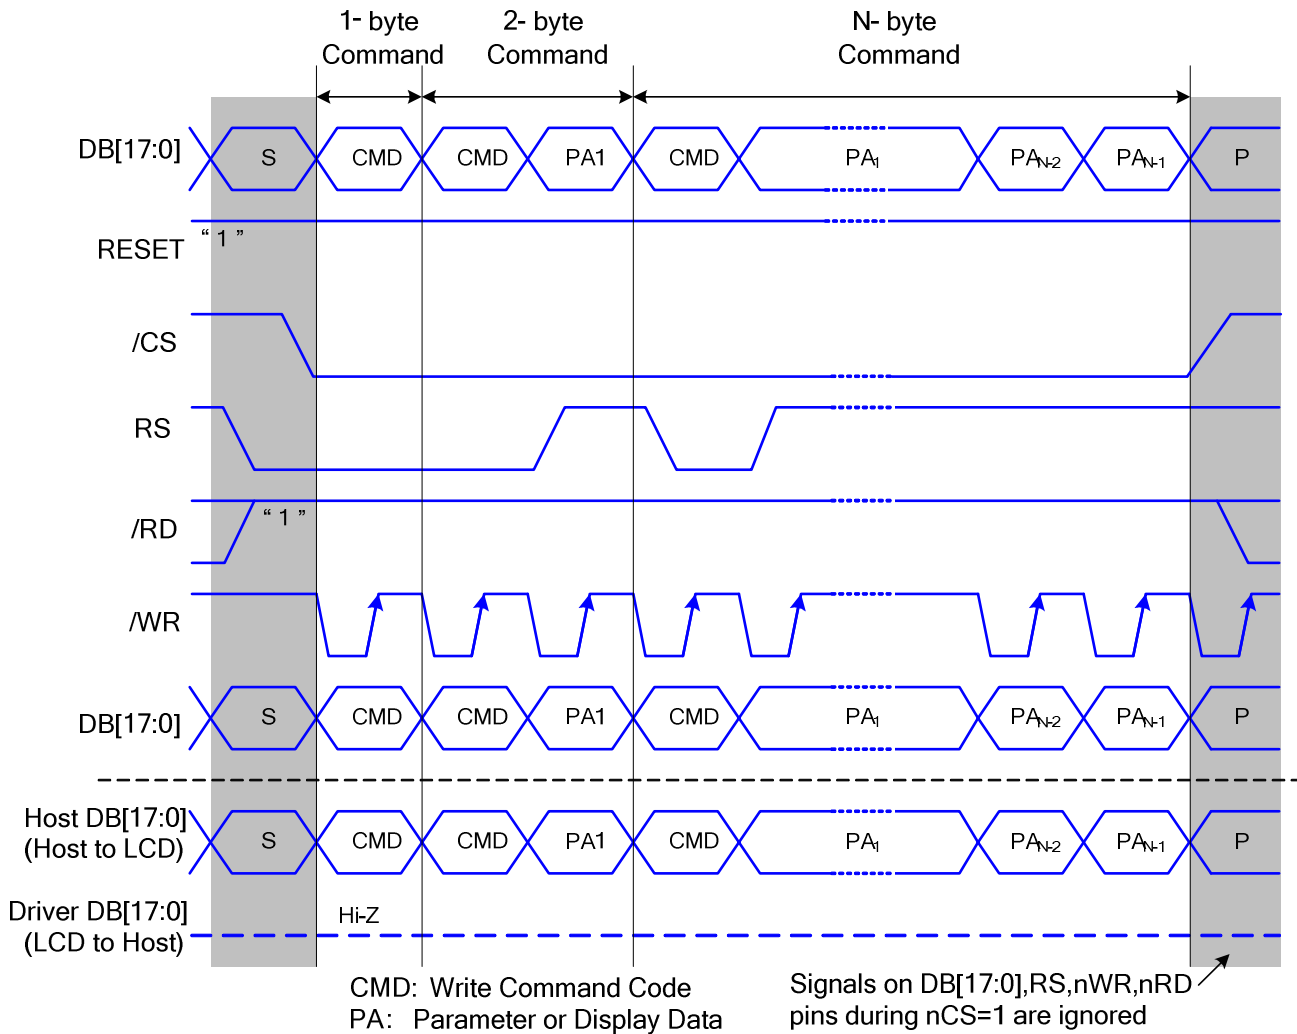 1- byte
Command
2- byte
Command
N- byte
Command
DB[17:0]
S CMD CMD PA1 CMD PA1 PAN-2 PAN-1 P
RESET
“ 1 ”
/CS
RS
/RD
“ 1 ”
/WR
DB[17:0]
S CMD CMD PA1 CMD PA1 PAN-2 PAN-1 P
Host DB[17:0]
(Host to LCD)
S CMD CMD PA1 CMD PA1 PAN-2 PAN-1 P
Driver DB[17:0]
(LCD to Host)
Hi-Z
CMD: Write Command Code
PA: Parameter or Display Data
Signals on DB[17:0],RS,nWR,nRD
pins during nCS=1 are ignored